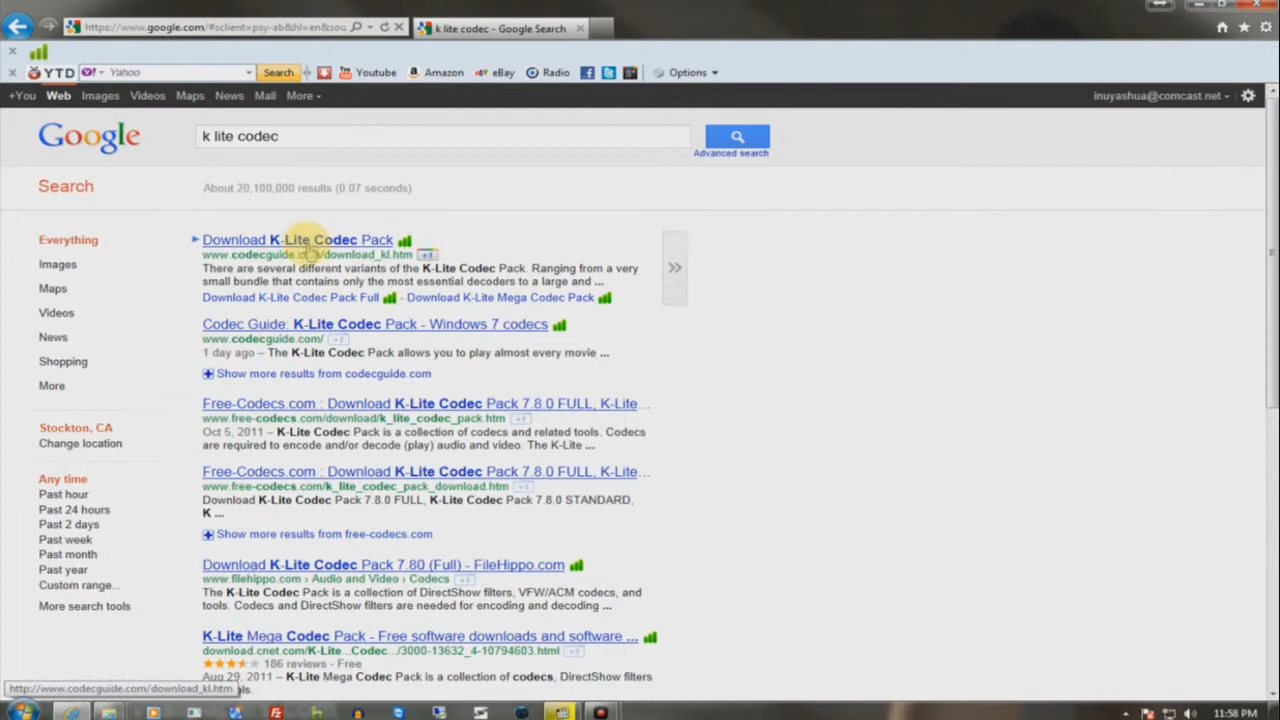 https://www.google.com/#sclient=psy-ab&hl=en&sou
k lite codec - Google Search
YTD
Y! Yahoo
Search
Youtube
Amazon
eBay
Radio
Options
+You
Web
Images
Videos
Maps
News
Mail
More
inuyashua@comcast.net
Google
k lite codec
Advanced search
Search
About 20,100,000 results (0.07 seconds)
Everything
Images
Maps
Videos
News
Shopping
More
Stockton, CA
Change location
Any time
Past hour
Past 24 hours
Past 2 days
Past week
Past month
Past year
Custom range...
More search tools
Download K-Lite Codec Pack
www.codecguide.com/download_kl.htm +1
There are several different variants of the K-Lite Codec Pack. Ranging from a very
small bundle that contains only the most essential decoders to a large and ...
Download K-Lite Codec Pack Full - Download K-Lite Mega Codec Pack
Codec Guide: K-Lite Codec Pack - Windows 7 codecs
www.codecguide.com/ +1
1 day ago – The K-Lite Codec Pack allows you to play almost every movie ...
Show more results from codecguide.com
Free-Codecs.com : Download K-Lite Codec Pack 7.8.0 FULL, K-Lite...
www.free-codecs.com/download/k_lite_codec_pack.htm +1
Oct 5, 2011 – K-Lite Codec Pack is a collection of codecs and related tools. Codecs
are required to encode and/or decode (play) audio and video. The K-Lite ...
Free-Codecs.com : Download K-Lite Codec Pack 7.8.0 FULL, K-Lite...
www.free-codecs.com/k_lite_codec_pack_download.htm +1
Download K-Lite Codec Pack 7.8.0 FULL, K-Lite Codec Pack 7.8.0 STANDARD,
K ...
Show more results from free-codecs.com
Download K-Lite Codec Pack 7.80 (Full) - FileHippo.com
www.filehippo.com › Audio and Video › Codecs +1
The K-Lite Codec Pack is a collection of DirectShow filters, VFW/ACM codecs, and
tools. Codecs and DirectShow filters are needed for encoding and decoding ...
K-Lite Mega Codec Pack - Free software downloads and software ...
download.cnet.com/K-Lite...Codec.../3000-13632_4-10794603.html +1
186 reviews - Free
Aug 29, 2011 – K-Lite Mega Codec Pack is a collection of codecs, DirectShow filters
http://www.codecguide.com/download_kl.htm
ls.
11:58 PM